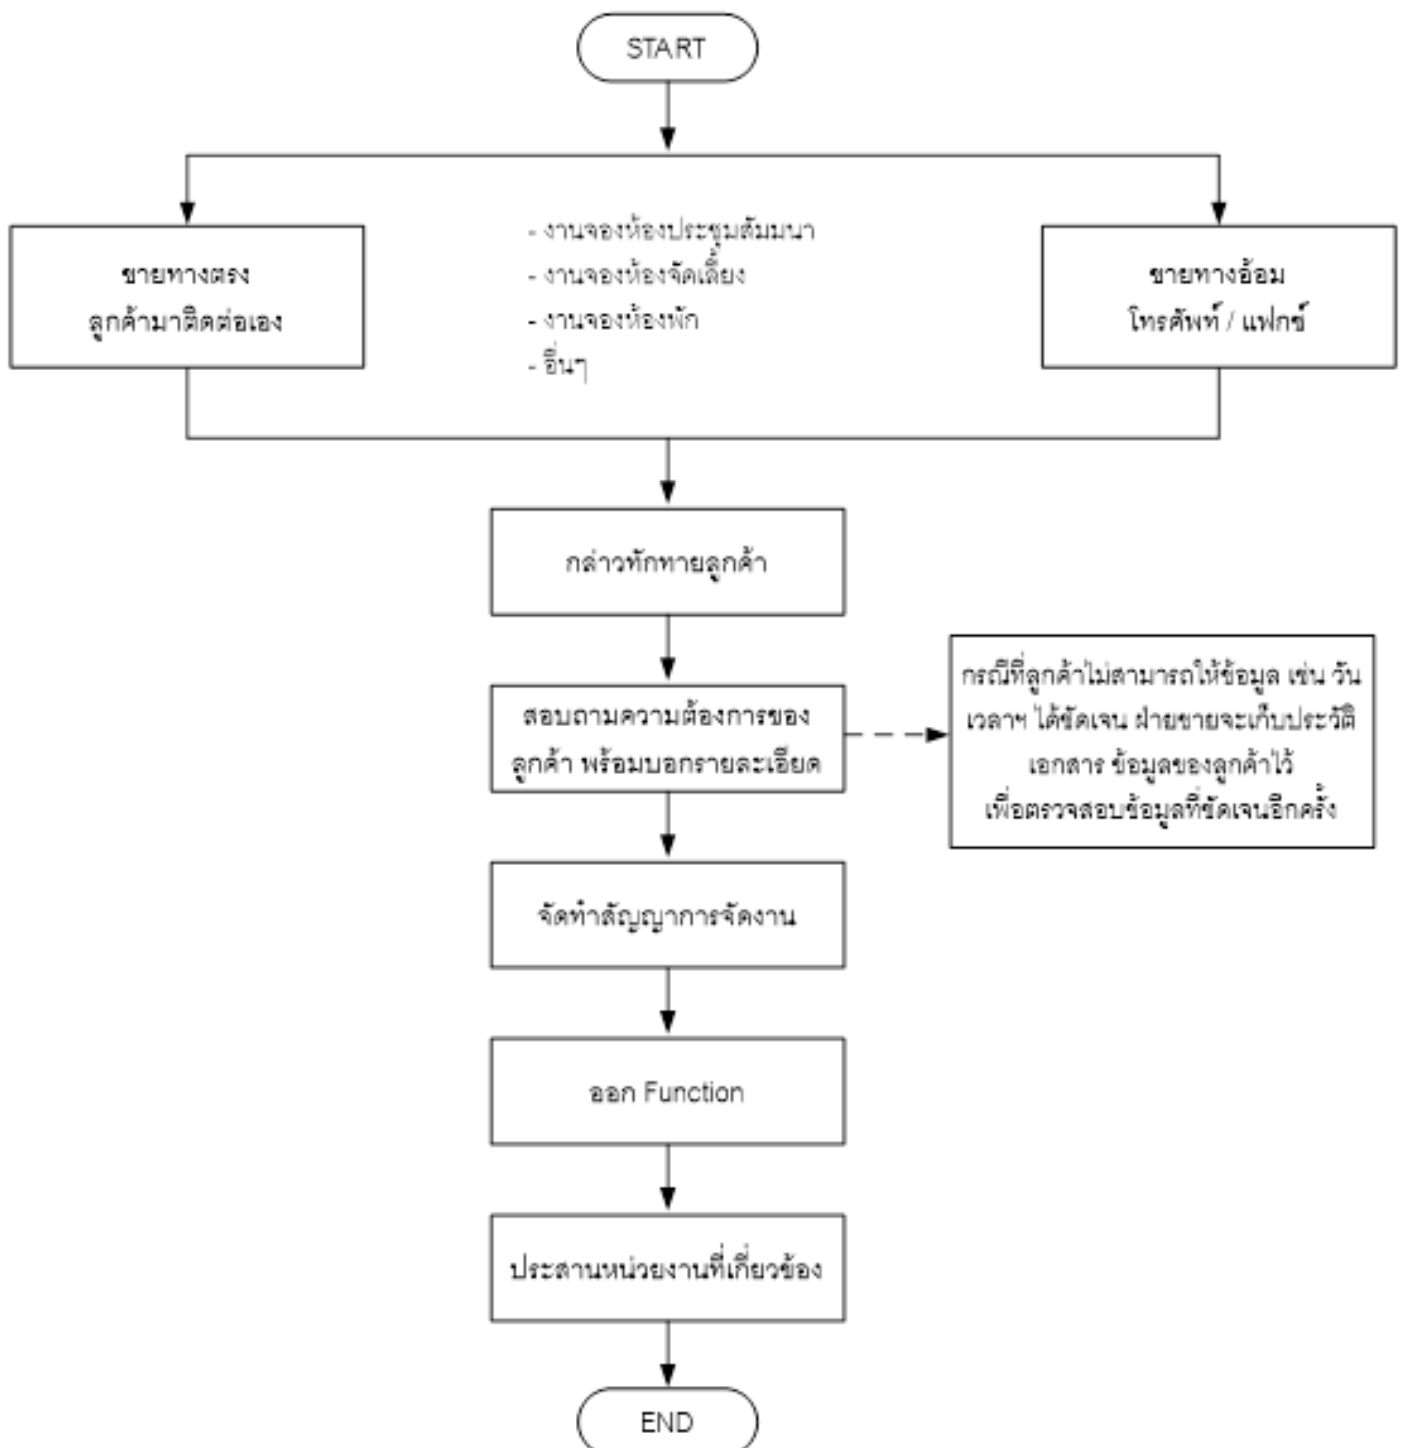 START
ขายทางตรง
ลูกค้ามาติดต่อเอง
- งานจองห้องประชุมสัมมนา
- งานจองห้องจัดเลี้ยง
- งานจองห้องพัก
- อื่นๆ
ขายทางอ้อม
โทรศัพท์ / แฟกซ์
กล่าวทักทายลูกค้า
สอบถามความต้องการของ
ลูกค้า พร้อมบอกรายละเอียด
กรณีที่ลูกค้าไม่สามารถให้ข้อมูล เช่น วัน
เวลาฯ ได้ชัดเจน ฝ่ายขายจะเก็บประวัติ
เอกสาร ข้อมูลของลูกค้าไว้
เพื่อตรวจสอบข้อมูลที่ชัดเจนอีกครั้ง
จัดทำสัญญาการจัดงาน
ออก Function
ประสานหน่วยงานที่เกี่ยวข้อง
END